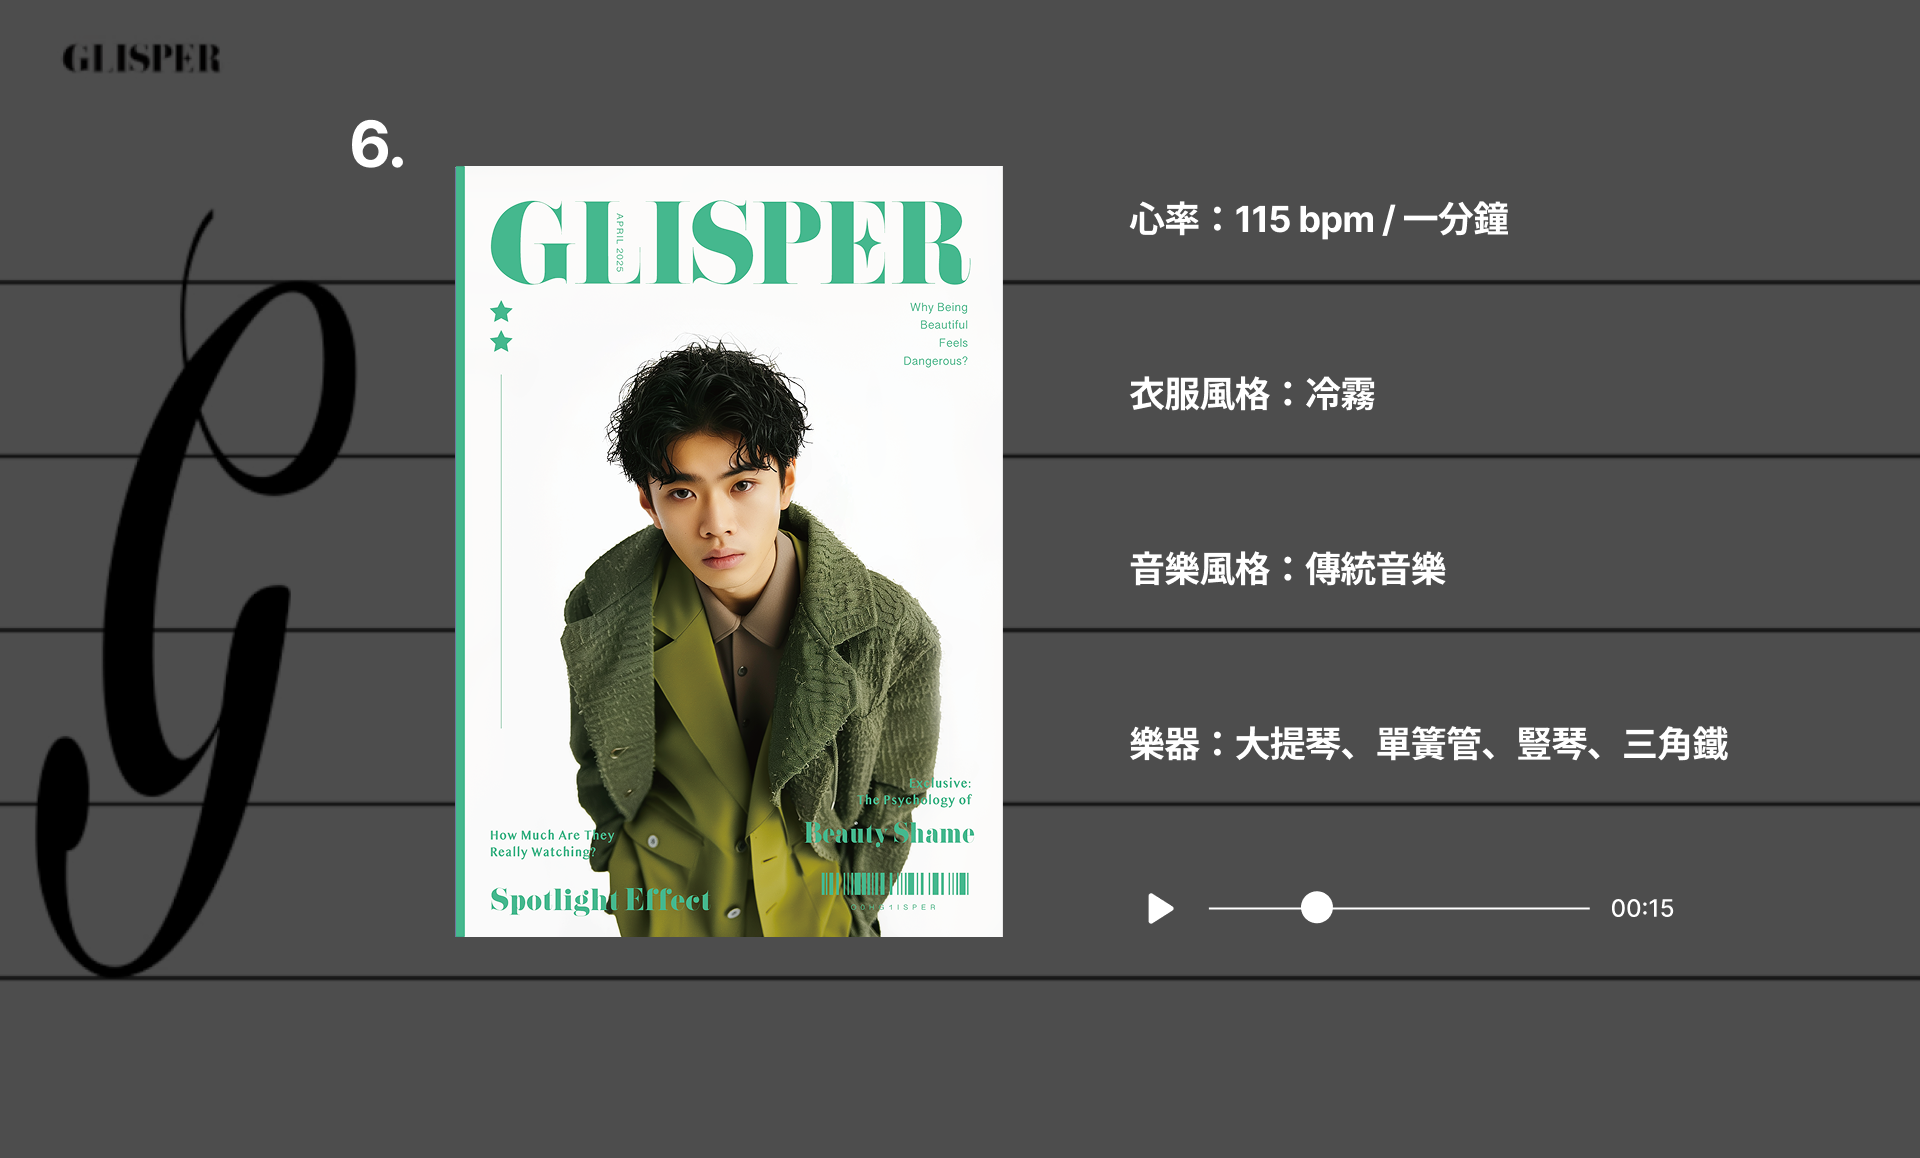 GLISPER
6.
GLISPER
APRIL 2025
Why Being
Beautiful
Feels
Dangerous?
Exclusive:
The Psychology of
Beauty Shame
How Much Are They
Really Watching?
Spotlight Effect
心率：115 bpm / 一分鐘
衣服風格：冷霧
音樂風格：傳統音樂
樂器：大提琴、單簧管、豎琴、三角鐵
00:15